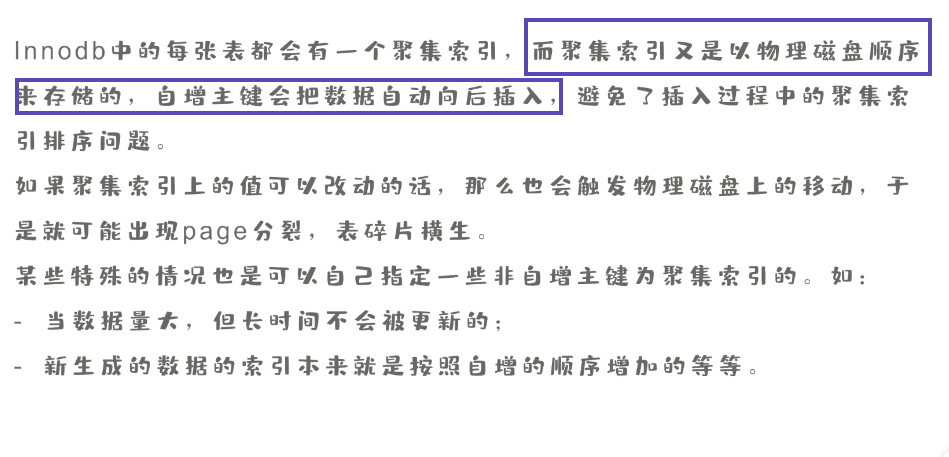 Innodb中的每张表都会有一个聚集索引，而聚集索引又是以物理磁盘顺序
来存储的，自增主键会把数据自动向后插入，避免了插入过程中的聚集索
引排序问题。
如果聚集索引上的值可以改动的话，那么也会触发物理磁盘上的移动，于
是就可能出现page分裂，表碎片横生。
某些特殊的情况也是可以自己指定一些非自增主键为聚集索引的。如：
- 当数据量大，但长时间不会被更新的；
- 新生成的数据的索引本来就是按照自增的顺序增加的等等。